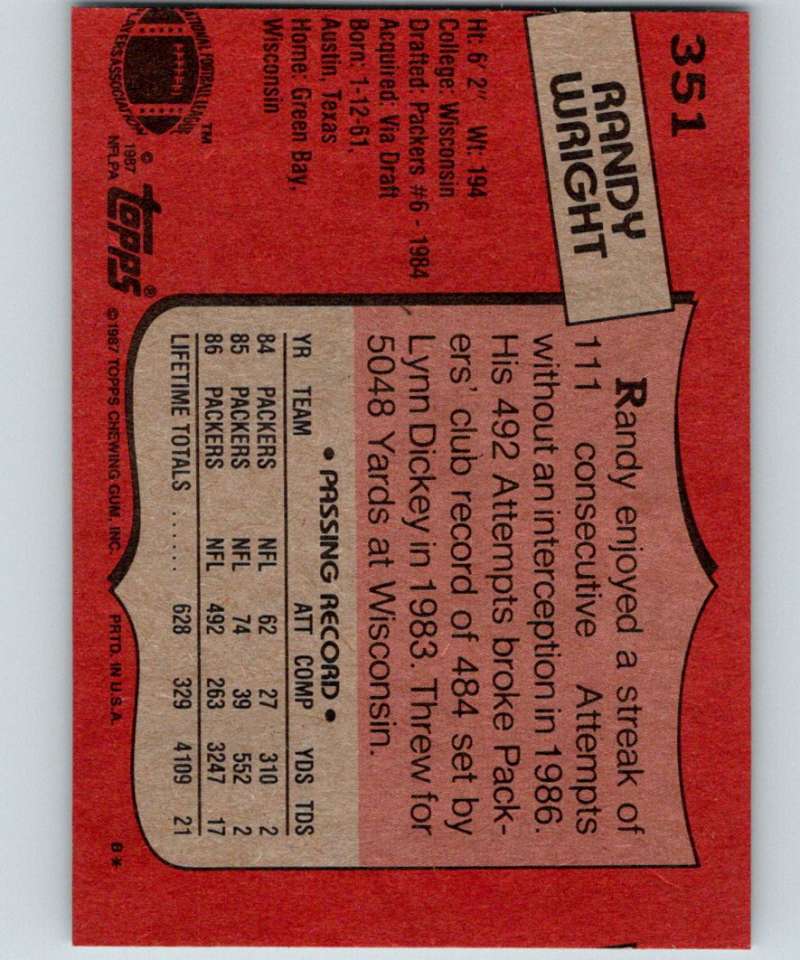 351
RANDY
WRIGHT
Ht: 6' 2" Wt: 194
College: Wisconsin
Drafted: Packers #6 - 1984
Acquired: Via Draft
Born: 1-12-61,
Austin, Texas
Home: Green Bay,
Wisconsin
NATIONAL FOOTBALL LEAGUE
PLAYERS ASSOCIATION
TM
© 1987
NFLPA
topps®
Randy enjoyed a streak of
111 consecutive Attempts
without an interception in 1986.
His 492 Attempts broke Pack-
ers' club record of 484 set by
Lynn Dickey in 1983. Threw for
5048 Yards at Wisconsin.
• PASSING RECORD •
YR TEAM ATT COMP YDS TDS
84 PACKERS NFL 62 27 310 2
85 PACKERS NFL 74 39 552 2
86 PACKERS NFL 492 263 3247 17
LIFETIME TOTALS ...... 628 329 4109 21
©1987 TOPPS CHEWING GUM, INC. PRTD. IN U.S.A. B*